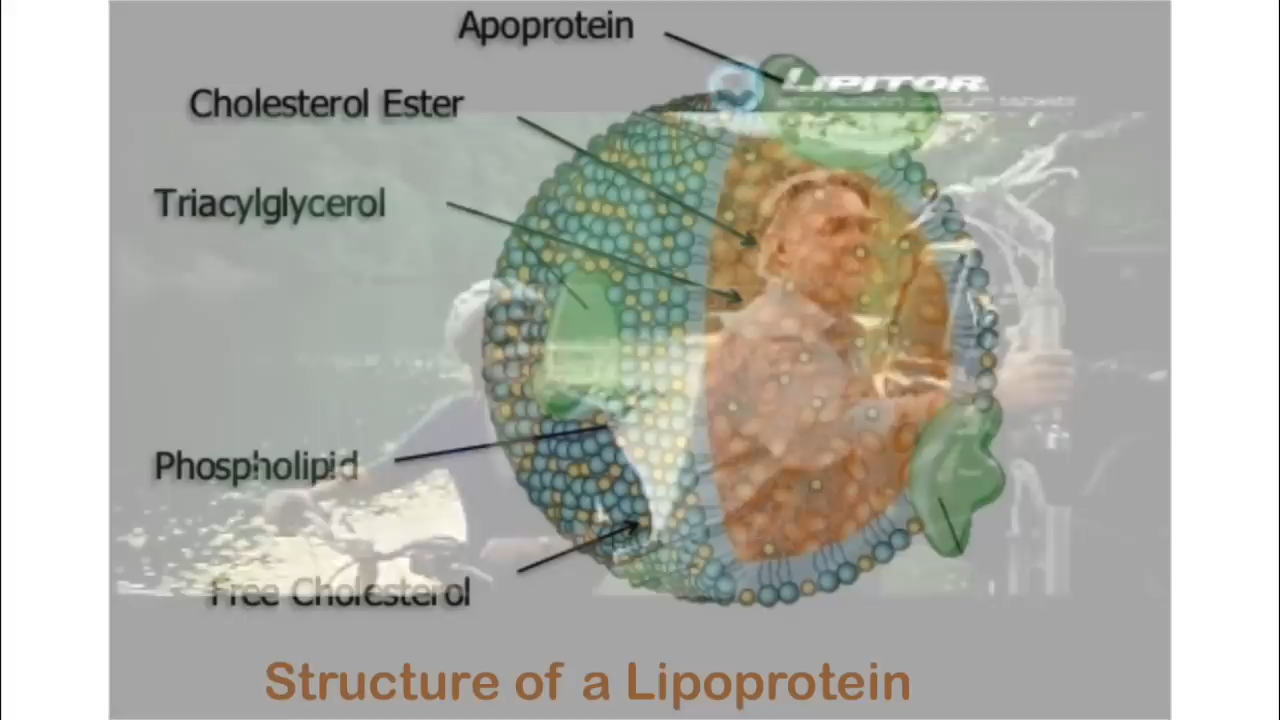 Apoprotein
LIPITOR
Cholesterol Ester
Triacylglycerol
Phospholipid
Free Cholesterol
Structure of a Lipoprotein